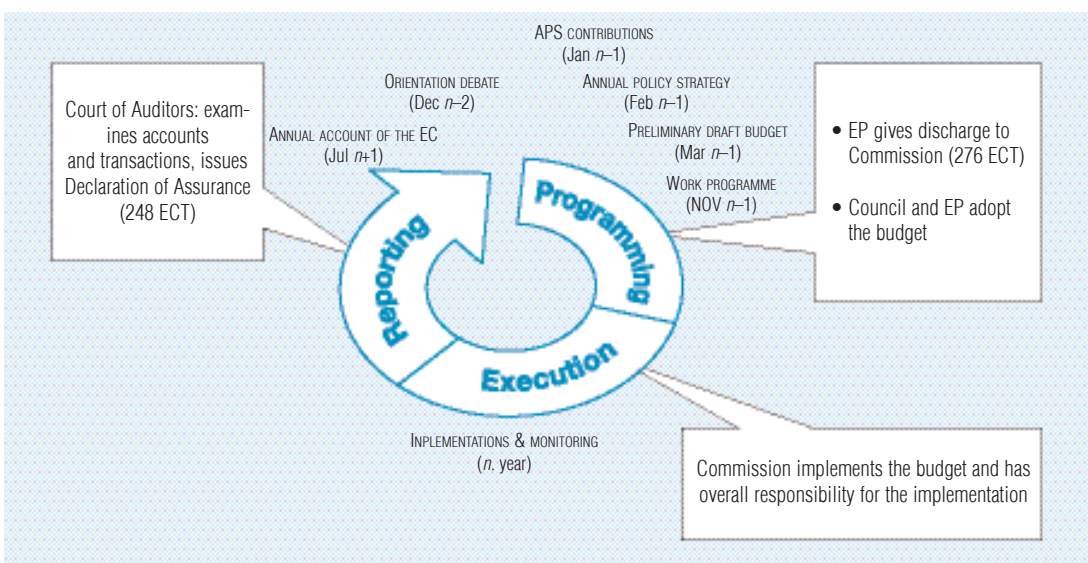 APS CONTRIBUTIONS
(Jan n–1)
ORIENTATION DEBATE
(Dec n–2)
ANNUAL POLICY STRATEGY
(Feb n–1)
ANNUAL ACCOUNT OF THE EC
(Jul n+1)
PRELIMINARY DRAFT BUDGET
(Mar n–1)
WORK PROGRAMME
(NOV n–1)
Court of Auditors: exam-
ines accounts
and transactions, issues
Declaration of Assurance
(248 ECT)
• EP gives discharge to
Commission (276 ECT)
• Council and EP adopt
the budget
Programming
Reporting
Execution
INPLEMENTATIONS & MONITORING
(n. year)
Commission implements the budget and has
overall responsibility for the implementation